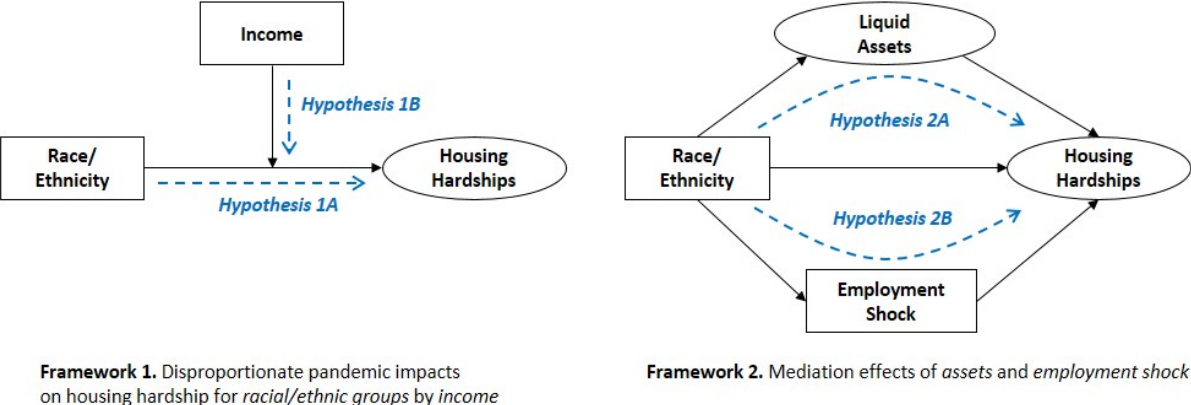 Income
Hypothesis 1B
Race/
Ethnicity
Housing
Hardships
Hypothesis 1A
Framework 1. Disproportionate pandemic impacts
on housing hardship for racial/ethnic groups by income
Liquid
Assets
Hypothesis 2A
Race/
Ethnicity
Housing
Hardships
Hypothesis 2B
Employment
Shock
Framework 2. Mediation effects of assets and employment shock